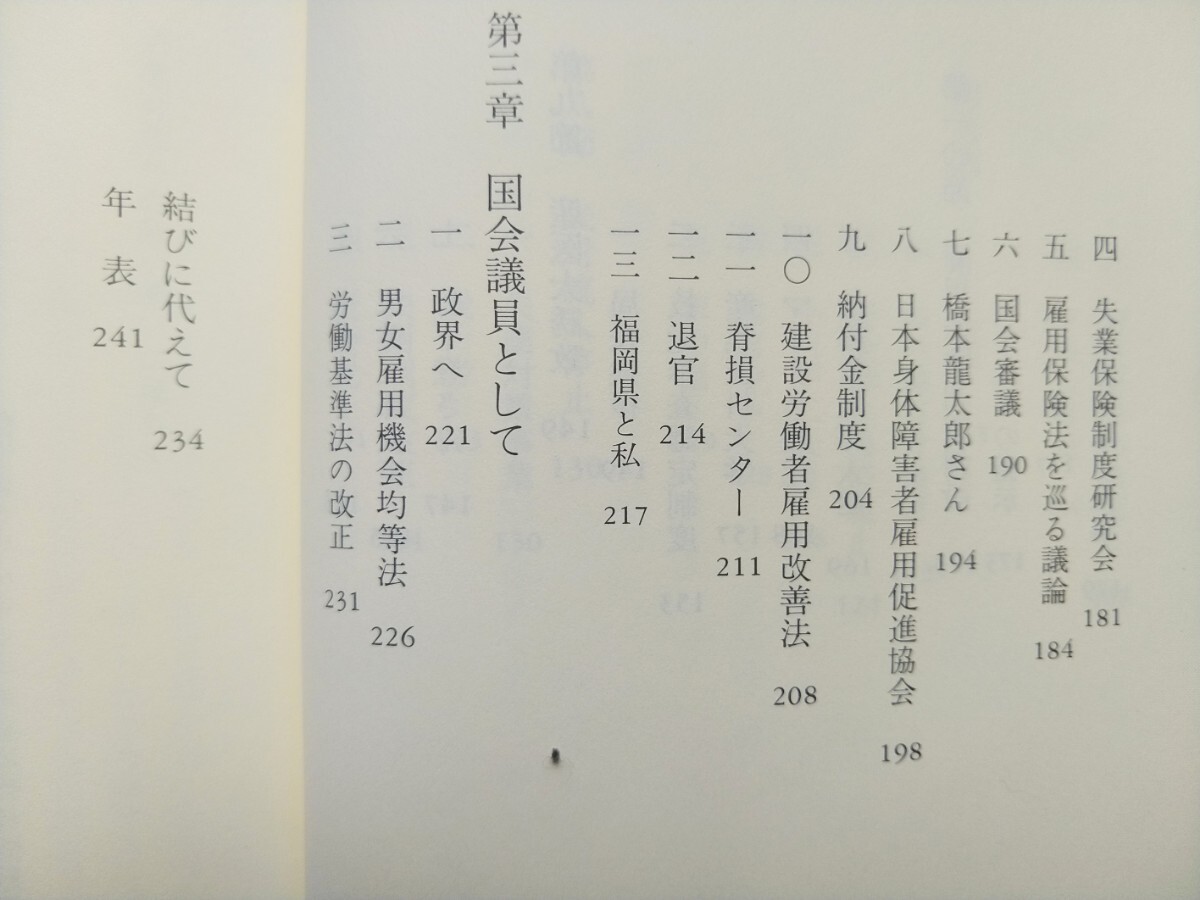 四　失業保険制度研究会　181
五　雇用保険法を巡る議論　184
六　国会審議　190
七　橋本龍太郎さん　194
八　日本身体障害者雇用促進協会　198
九　納付金制度　204
一〇　建設労働者雇用改善法　208
一一　脊損センター　211
一二　退官　214
一三　福岡県と私　217
第三章　国会議員として
一　政界へ　221
二　男女雇用機会均等法　226
三　労働基準法の改正　231
結びに代えて　234
年表　241